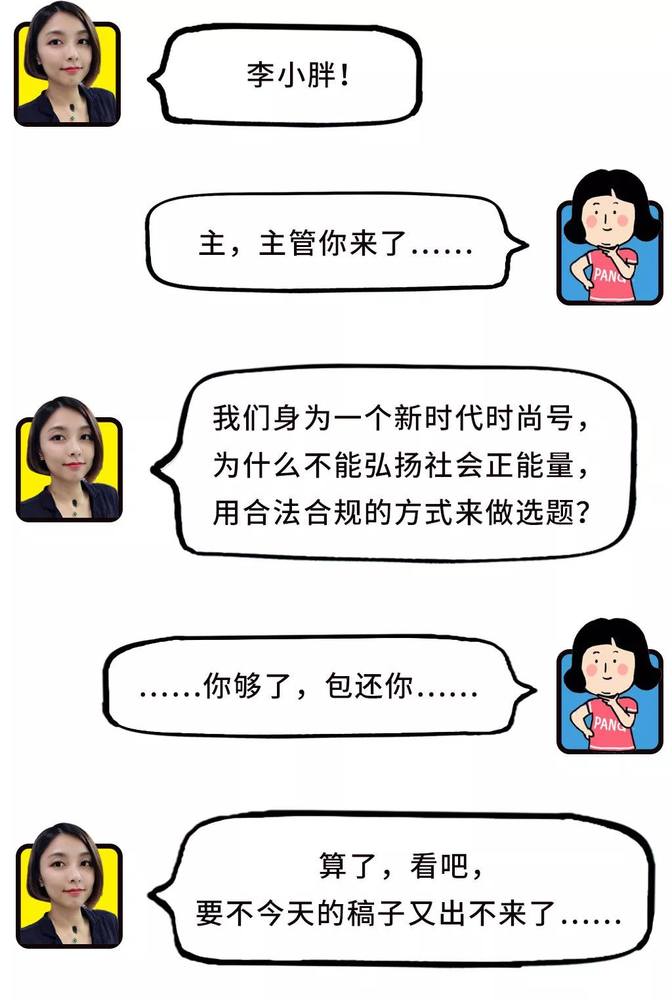 李小胖！
主，主管你来了……
PANG
我们身为一个新时代时尚号，
为什么不能弘扬社会正能量，
用合法合规的方式来做选题？
……你够了，包还你……
PANG
算了，看吧，
要不今天的稿子又出不来了……